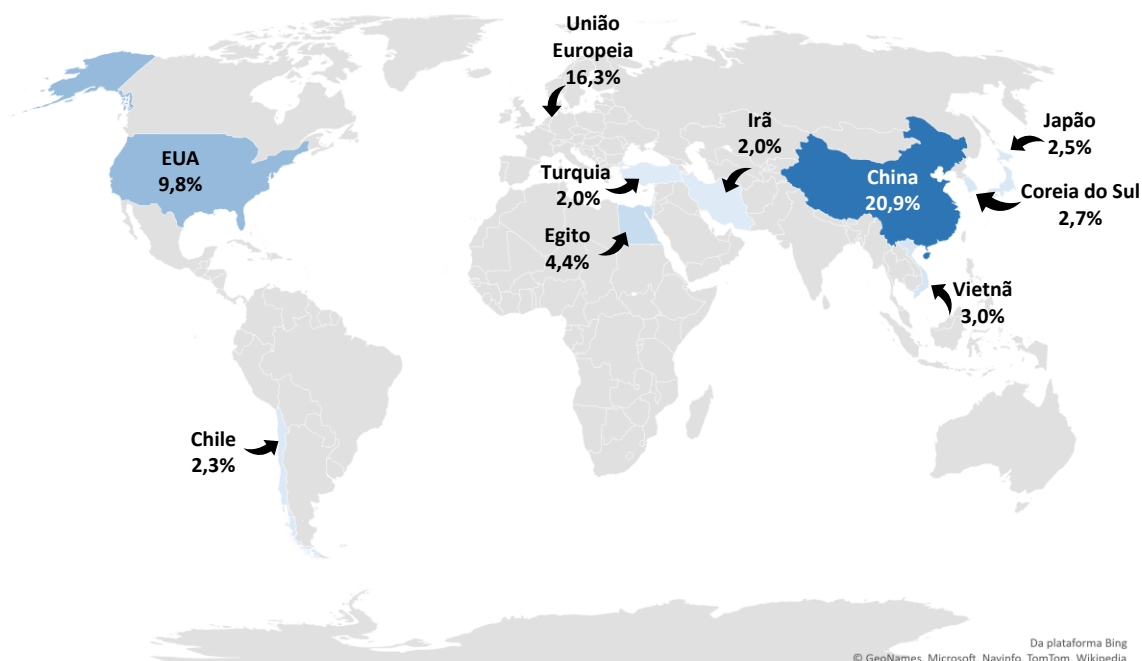 União
Europeia
16,3%
EUA
9,8%
Turquia
2,0%
Egito
4,4%
Irã
2,0%
China
20,9%
Japão
2,5%
Coreia do Sul
2,7%
Vietnã
3,0%
Chile
2,3%
Da plataforma Bing
© GeoNames, Microsoft, Navinfo, TomTom, Wikipedia